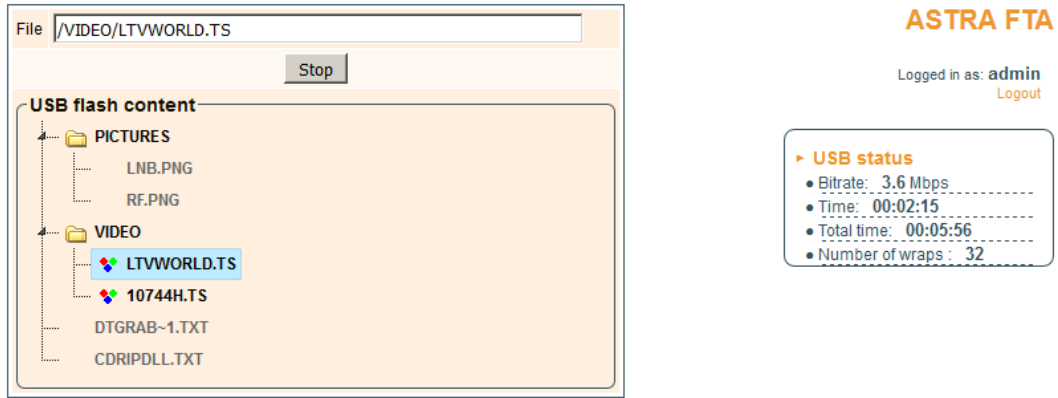 File /VIDEO/LTVWORLD.TS
Stop
USB flash content
PICTURES
LNB.PNG
RF.PNG
VIDEO
LTVWORLD.TS
10744H.TS
DTGRAB~1.TXT
CDRIPDLL.TXT
ASTRA FTA
Logged in as: admin
Logout
USB status
Bitrate: 3.6 Mbps
Time: 00:02:15
Total time: 00:05:56
Number of wraps : 32